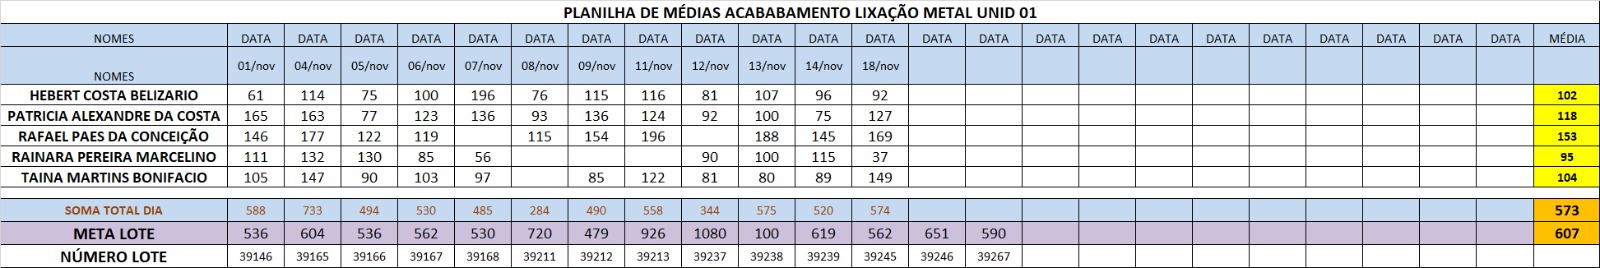 PLANILHA DE MÉDIAS ACABABAMENTO LIXAÇÃO METAL UNID 01
NOMES DATA DATA DATA DATA DATA DATA DATA DATA DATA DATA DATA DATA DATA DATA DATA DATA DATA DATA DATA DATA DATA DATA DATA MÉDIA
NOMES 01/nov 04/nov 05/nov 06/nov 07/nov 08/nov 09/nov 11/nov 12/nov 13/nov 14/nov 18/nov
HEBERT COSTA BELIZARIO 61 114 75 100 196 76 115 116 81 107 96 92 102
PATRICIA ALEXANDRE DA COSTA 165 163 77 123 136 93 136 124 92 100 75 127 118
RAFAEL PAES DA CONCEIÇÃO 146 177 122 119 115 154 196 188 145 169 153
RAINARA PEREIRA MARCELINO 111 132 130 85 56 90 100 115 37 95
TAINA MARTINS BONIFACIO 105 147 90 103 97 85 122 81 80 89 149 104
SOMA TOTAL DIA 588 733 494 530 485 284 490 558 344 575 520 574 573
META LOTE 536 604 536 562 530 720 479 926 1080 100 619 562 651 590 607
NÚMERO LOTE 39146 39165 39166 39167 39168 39211 39212 39213 39237 39238 39239 39245 39246 39267